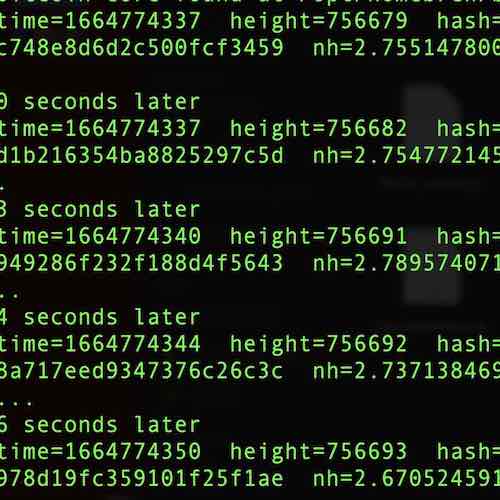 time=1664774337 height=756679 hash=
c748e8d6d2c500fcf3459 nh=2.755147800
0 seconds later
time=1664774337 height=756682 hash=
d1b216354ba8825297c5d nh=2.754772145
.
3 seconds later
time=1664774340 height=756691 hash=
949286f232f188d4f5643 nh=2.789574071
..
4 seconds later
time=1664774344 height=756692 hash=
8a717eed9347376c26c3c nh=2.737138469
...
6 seconds later
time=1664774350 height=756693 hash=
978d19fc359101f25f1ae nh=2.670524591